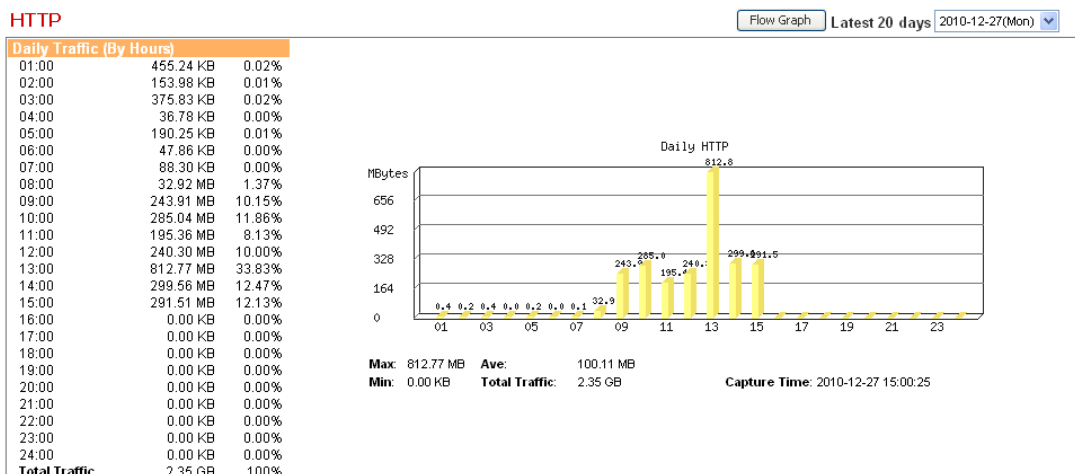 HTTP
Flow Graph Latest 20 days 2010-12-27(Mon)
Daily Traffic (By Hours)
01:00 455.24 KB 0.02%
02:00 153.98 KB 0.01%
03:00 375.83 KB 0.02%
04:00 36.78 KB 0.00%
05:00 190.25 KB 0.01%
06:00 47.86 KB 0.00%
07:00 88.30 KB 0.00%
08:00 32.92 MB 1.37%
09:00 243.91 MB 10.15%
10:00 285.04 MB 11.86%
11:00 195.36 MB 8.13%
12:00 240.30 MB 10.00%
13:00 812.77 MB 33.83%
14:00 299.56 MB 12.47%
15:00 291.51 MB 12.13%
16:00 0.00 KB 0.00%
17:00 0.00 KB 0.00%
18:00 0.00 KB 0.00%
19:00 0.00 KB 0.00%
20:00 0.00 KB 0.00%
21:00 0.00 KB 0.00%
22:00 0.00 KB 0.00%
23:00 0.00 KB 0.00%
24:00 0.00 KB 0.00%
Total Traffic 2.35 GB 100%
Daily HTTP
MBytes
812.8
656
492
328
164
0
0.4 0.2 0.4 0.0 0.2 0.0 0.1 32.9 285.0 291.5
01 03 05 07 09 11 13 15 17 19 21 23
Max: 812.77 MB Ave: 100.11 MB
Min: 0.00 KB Total Traffic: 2.35 GB Capture Time: 2010-12-27 15:00:25